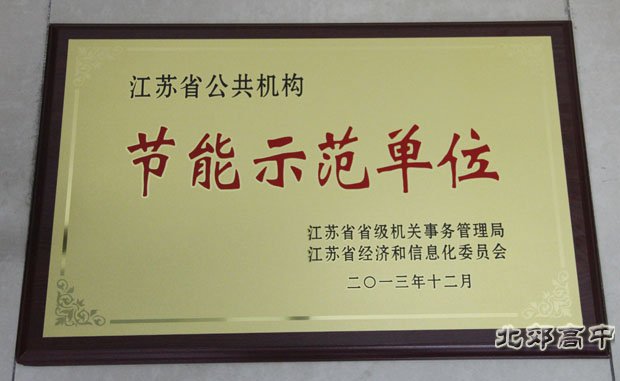 江苏省公共机构
节能示范单位
江苏省省级机关事务管理局
江苏省经济和信息化委员会
二〇一三年十二月
北郊高中